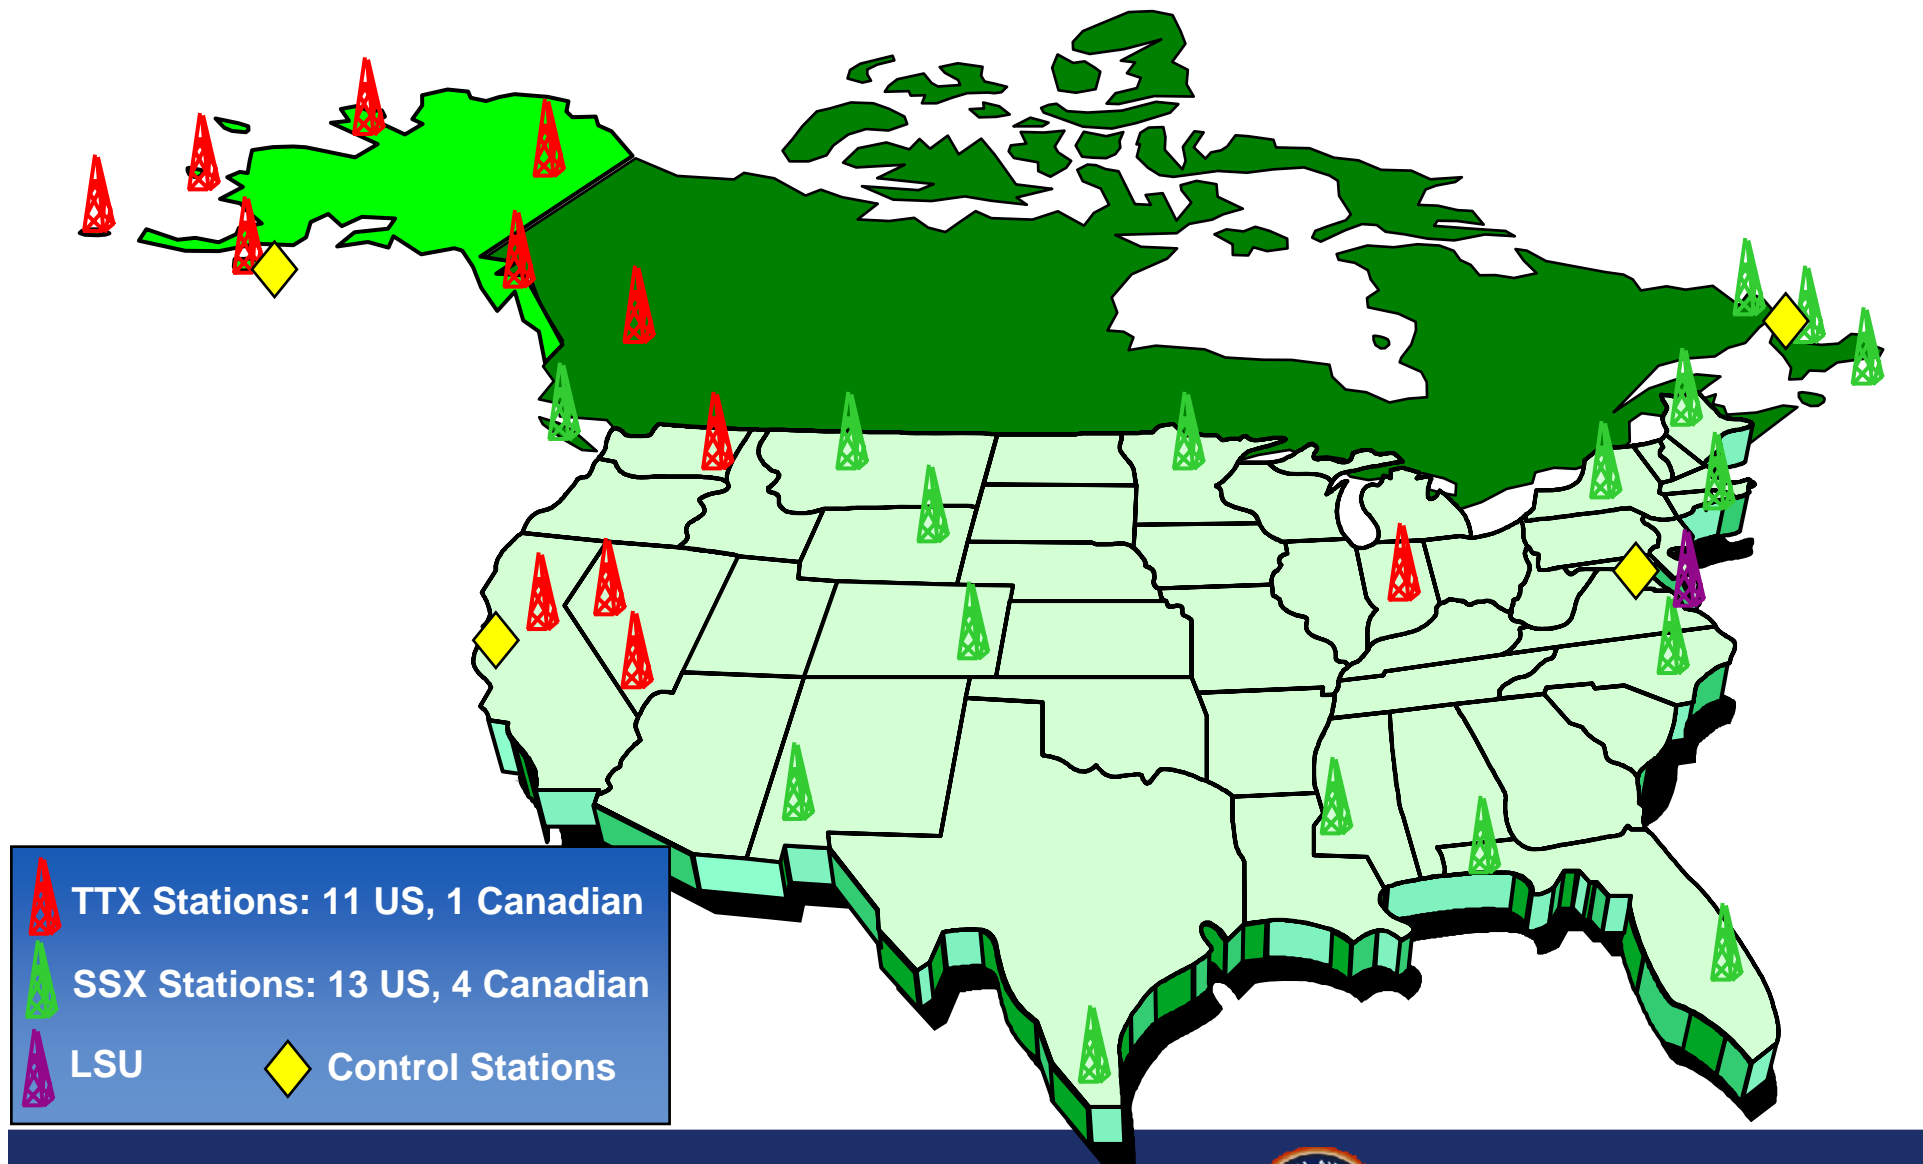 TTX Stations: 11 US, 1 Canadian
SSX Stations: 13 US, 4 Canadian
LSU
Control Stations